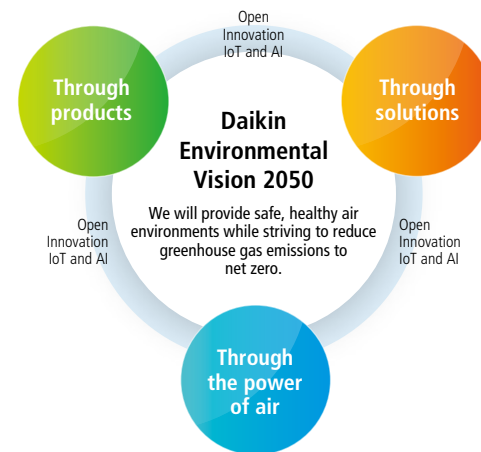 Open
Innovation
IoT and AI
Through
products
Through
solutions
Daikin
Environmental
Vision 2050
We will provide safe, healthy air
environments while striving to reduce
greenhouse gas emissions to
net zero.
Open
Innovation
IoT and AI
Open
Innovation
IoT and AI
Through
the power
of air